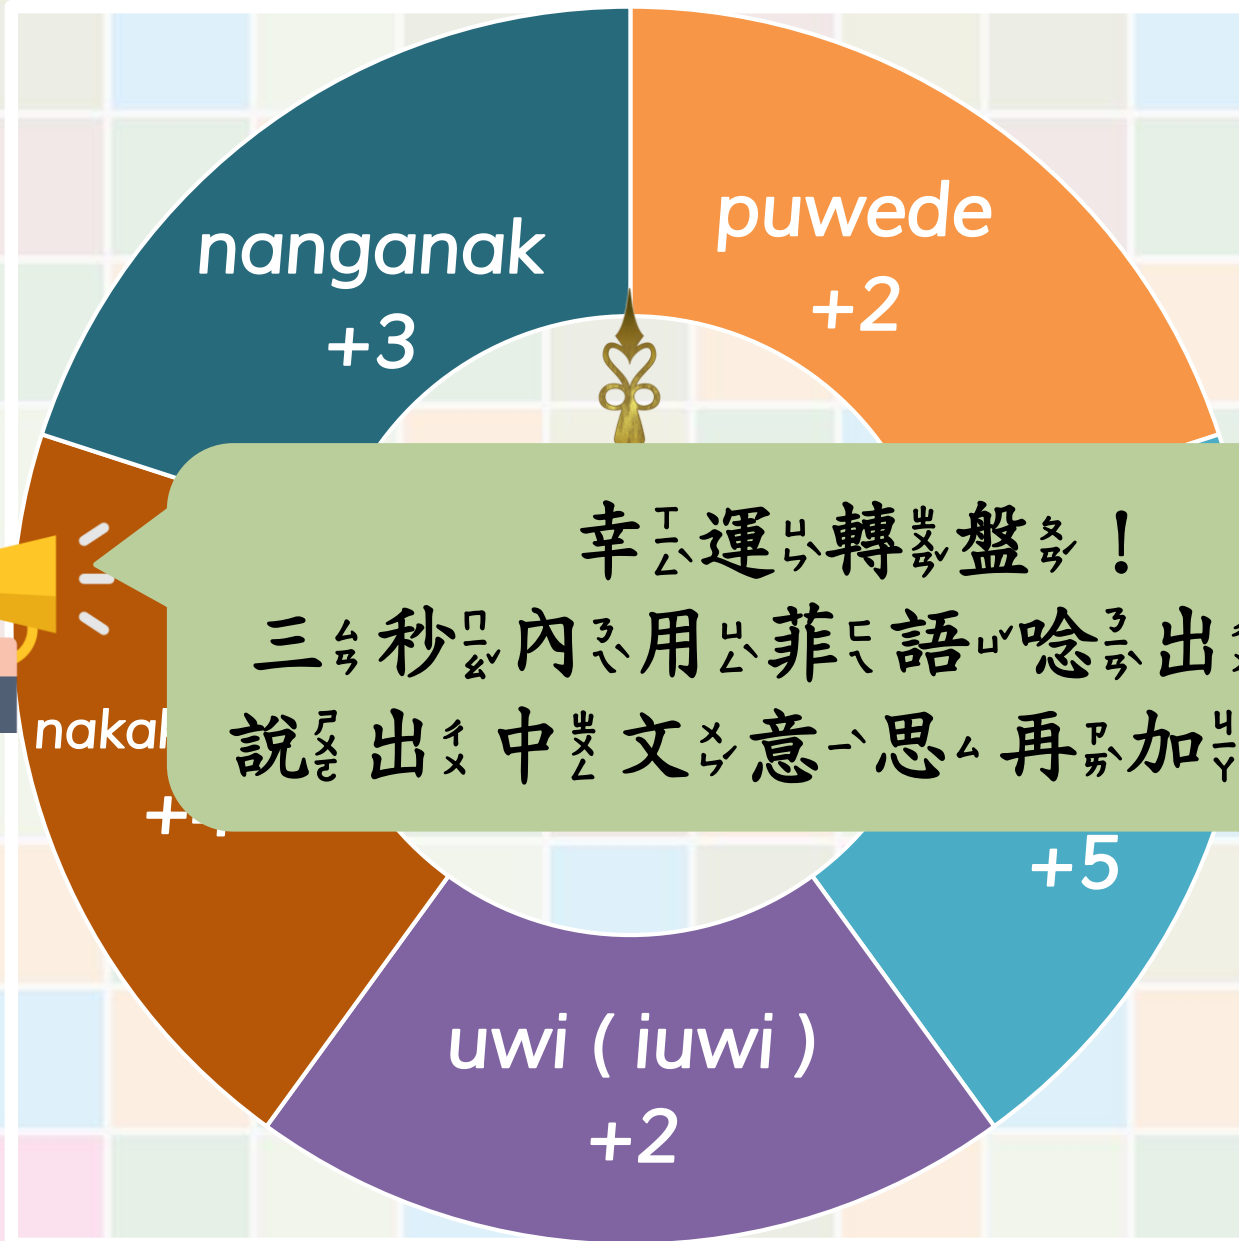 nanganak
+3
puwede
+2
幸運轉盤！
三秒內用菲語唸出
說出中文意思再加
+5
uwi ( iuwi )
+2